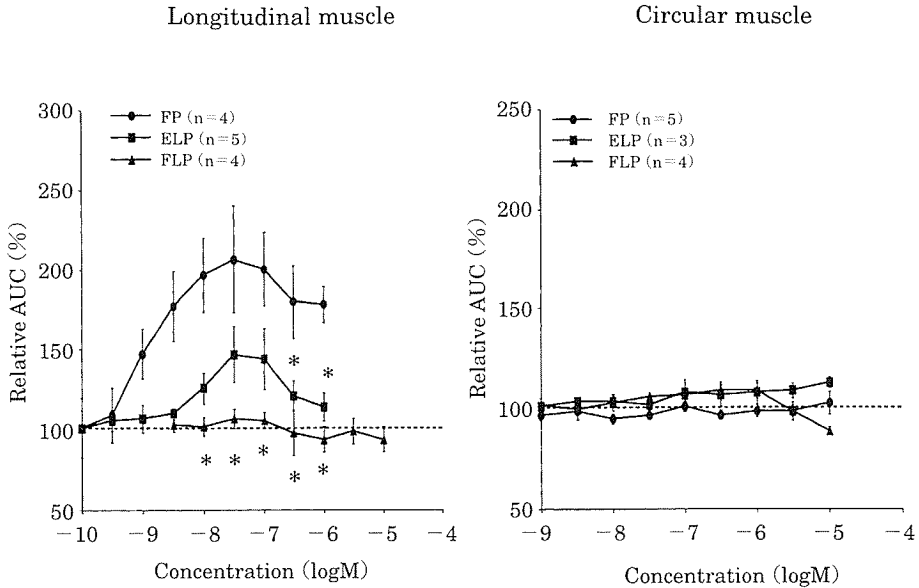 Longitudinal muscle
300
250
200
150
100
50
Relative AUC (%)
FP (n=4)
ELP (n=5)
FLP (n=4)
*
*
*
*
*
*
*
−10
−9
−8
−7
−6
−5
−4
Concentration (logM)
Circular muscle
250
200
150
100
50
Relative AUC (%)
FP (n=5)
ELP (n=3)
FLP (n=4)
−9
−8
−7
−6
−5
−4
Concentration (logM)